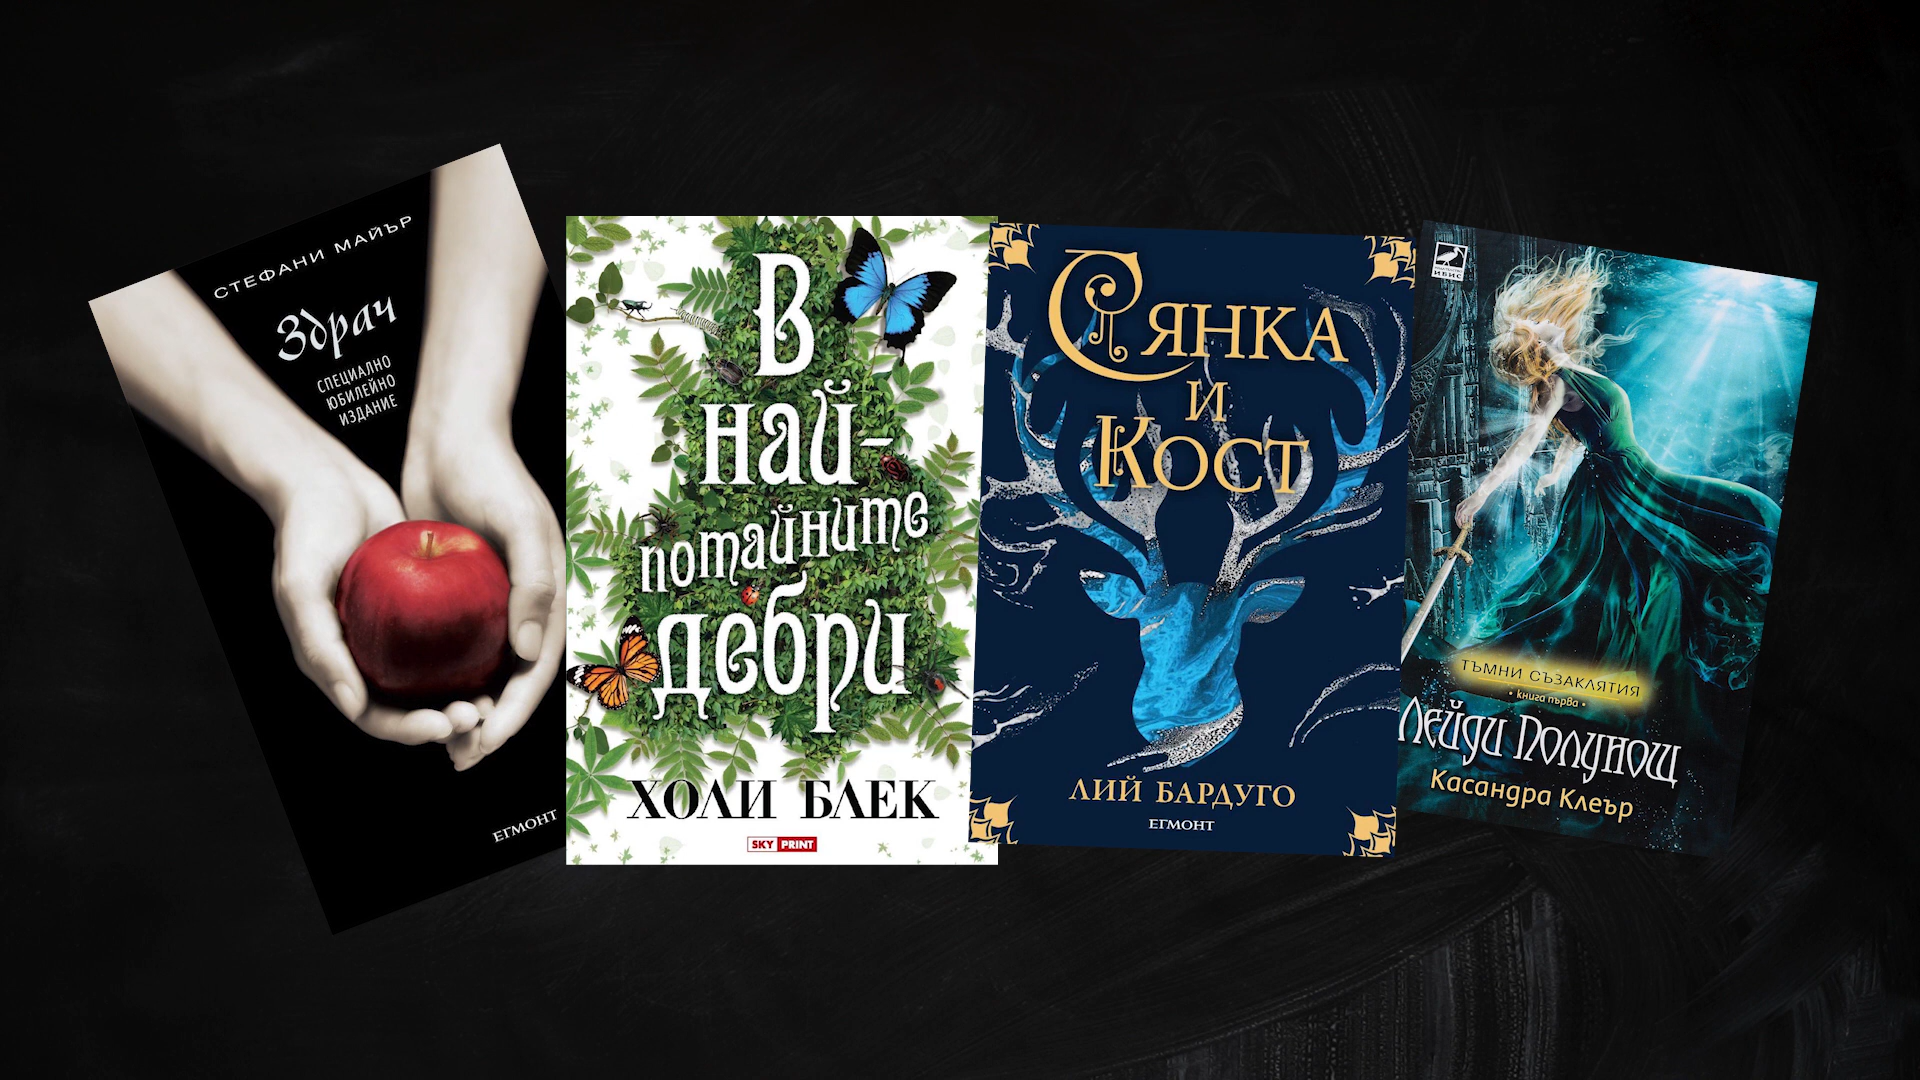 СТЕФАНИ МАЙЪР
Здрач
СПЕЦИАЛНО
ЮБИЛЕЙНО
ИЗДАНИЕ
ЕГМОНТ
В
най-
потайните
дебри
ХОЛИ БЛЕК
SKY PRINT
СЯНКА
И
КОСТ
ЛИЙ БАРДУГО
ЕГМОНТ
ИБИС
ТЪМНИ СЪЗАКЛЯТИЯ
• книга първа •
Лейди Полунощ
Касандра Клеър